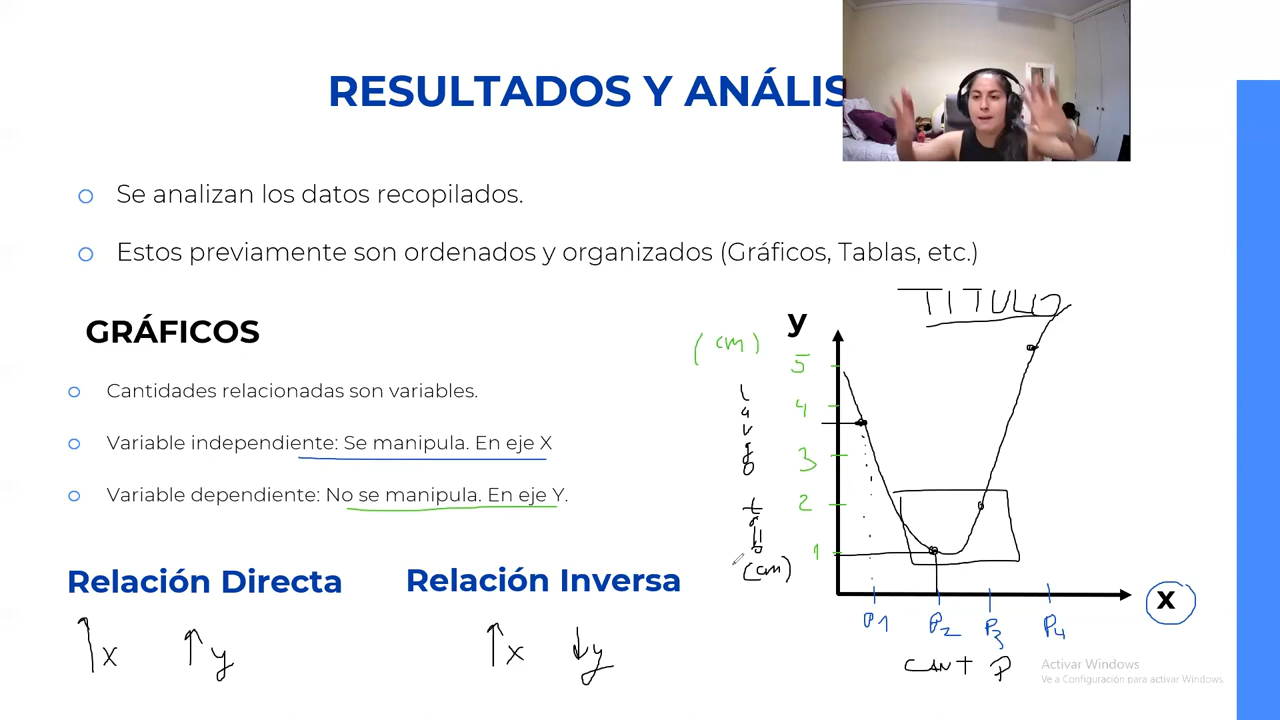 RESULTADOS Y ANÁLIS
Se analizan los datos recopilados.
Estos previamente son ordenados y organizados (Gráficos, Tablas, etc.)
GRÁFICOS
Cantidades relacionadas son variables.
Variable independiente: Se manipula. En eje X
Variable dependiente: No se manipula. En eje Y.
Relación Directa
Relación Inversa
x y
x y
TITULO
y
(cm)
5
4
3
2
1
Largo
tallo
(cm)
x
P1 P2 P3 P4
CANT P
Activar Windows
Ve a Configuración para activar Windows.